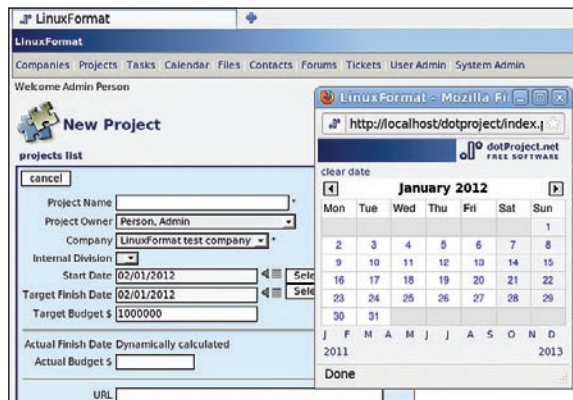 LinuxFormat
LinuxFormat
Companies Projects Tasks Calendar Files Contacts Forums Tickets User Admin System Admin
Welcome Admin Person
New Project
projects list
cancel
Project Name *
Project Owner Person, Admin
Company LinuxFormat test company *
Internal Division
Start Date 02/01/2012
Target Finish Date 02/01/2012
Target Budget $ 1000000
Actual Finish Date Dynamically calculated
Actual Budget $
URL
LinuxFormat - Mozilla Fi
http://localhost/dotproject/index.p
dotProject.net
FREE SOFTWARE
clear date
January 2012
Mon Tue Wed Thu Fri Sat Sun
1
2 3 4 5 6 7 8
9 10 11 12 13 14 15
16 17 18 19 20 21 22
23 24 25 26 27 28 29
30 31
J F M A M J J A S O N D
2011 2013
Done